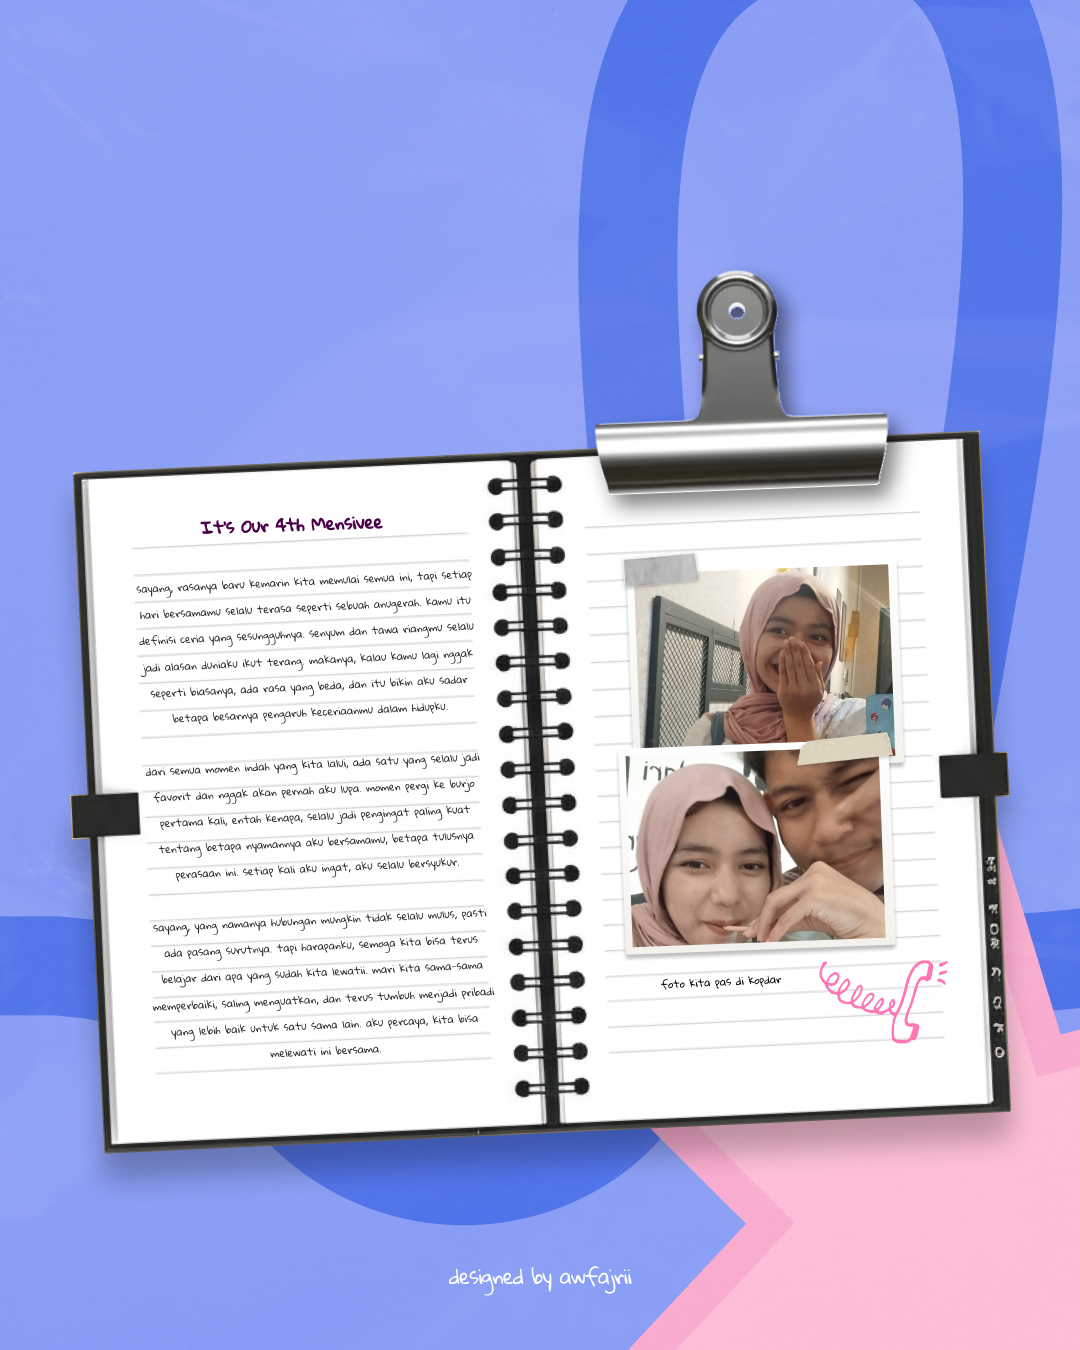 It's Our 4th Mensivee
sayang, rasanya baru kemarin kita memulai semua ini, tapi setiap
hari bersamamu selalu terasa seperti sebuah anugerah. kamu itu
definisi ceria yang sesungguhnya. senyum dan tawa riangmu selalu
jadi alasan duniaku ikut terang. makanya, kalau kamu lagi nggak
seperti biasanya, ada rasa yang beda, dan itu bikin aku sadar
betapa besarnya pengaruh keceriaanmu dalam hidupku.
dari semua momen indah yang kita lalui, ada satu yang selalu jadi
favorit dan nggak akan pernah aku lupa. momen pergi ke burjo
pertama kali, entah kenapa, selalu jadi pengingat paling kuat
tentang betapa nyamannya aku bersamamu, betapa tulusnya
perasaan ini. setiap kali aku ingat, aku selalu bersyukur.
sayang, yang namanya hubungan mungkin tidak selalu mulus, pasti
ada pasang surutnya. tapi harapanku, semoga kita bisa terus
belajar dari apa yang sudah kita lewatii. mari kita sama-sama
memperbaiki, saling menguatkan, dan terus tumbuh menjadi pribadi
yang lebih baik untuk satu sama lain. aku percaya, kita bisa
melewati ini bersama.
foto kita pas di kopdar
designed by awfajrii